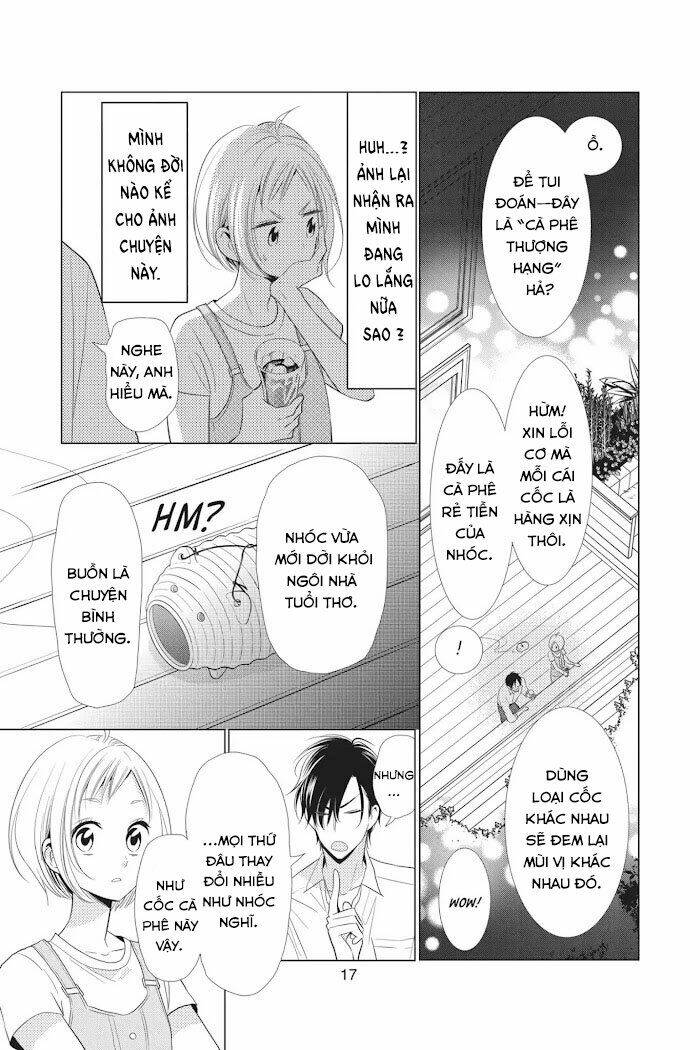 Ồ.
ĐỂ TUI
ĐOÁN—ĐÂY
LÀ "CÀ PHÊ
THƯỢNG
HẠNG"
HẢ?
HỪM!
XIN LỖI
CƠ MÀ
MỖI CÁI
CỐC LÀ
HÀNG XỊN
THÔI.
ĐẤY LÀ
CÀ PHÊ
RẺ TIỀN
CỦA
NHÓC.
!
DÙNG
LOẠI CỐC
KHÁC NHAU
SẼ ĐEM LẠI
MÙI VỊ KHÁC
NHAU ĐÓ.
WOW!
HUH...?
ẢNH LẠI
NHẬN RA
MÌNH
ĐANG
LO LẮNG
NỮA
SAO?
MÌNH
KHÔNG ĐỜI
NÀO KỂ
CHO ẢNH
CHUYỆN
NÀY.
NGHE
NÀY, ANH
HIỂU MÀ.
HM?
NHÓC VỪA
MỚI DỜI KHỎI
NGÔI NHÀ
TUỔI THƠ.
BUỒN LÀ
CHUYỆN
BÌNH
THƯỜNG.
NHƯNG
...
...MỌI THỨ
ĐÂU THAY
ĐỔI NHIỀU
NHƯ NHÓC
NGHĨ.
NHƯ
CỐC CÀ
PHÊ NÀY
VẬY.
17